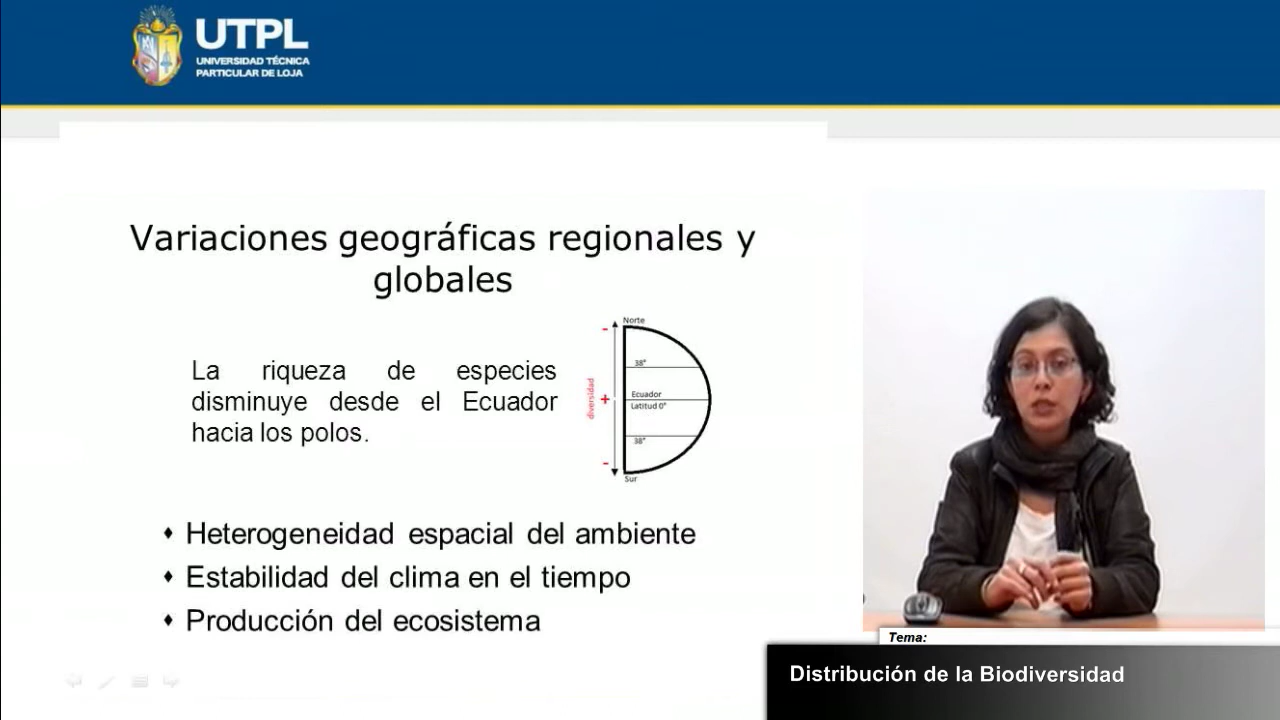 UTPL
UNIVERSIDAD TÉCNICA
PARTICULAR DE LOJA
Variaciones geográficas regionales y
globales
La riqueza de especies
disminuye desde el Ecuador
hacia los polos.
Norte
-
38°
diversidad
+
Ecuador
Latitud 0°
38°
-
Sur
Heterogeneidad espacial del ambiente
Estabilidad del clima en el tiempo
Producción del ecosistema
Tema:
Distribución de la Biodiversidad